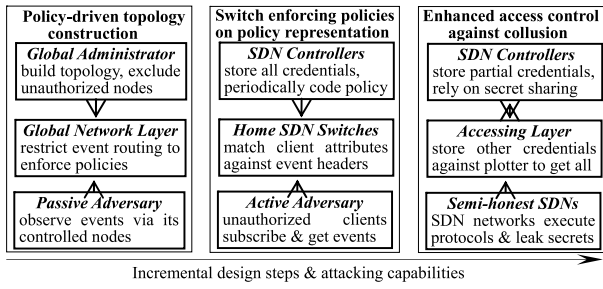 Policy-driven topology
construction
Global Administrator
build topology, exclude
unauthorized nodes
Global Network Layer
restrict event routing to
enforce policies
Passive Adversary
observe events via its
controlled nodes
Switch enforcing policies
on policy representation
SDN Controllers
store all credentials,
periodically code policy
Home SDN Switches
match client attributes
against event headers
Active Adversary
unauthorized clients
subscribe & get events
Enhanced access control
against collusion
SDN Controllers
store partial credentials,
rely on secret sharing
Accessing Layer
store other credentials
against plotter to get all
Semi-honest SDNs
SDN networks execute
protocols & leak secrets
Incremental design steps & attacking capabilities